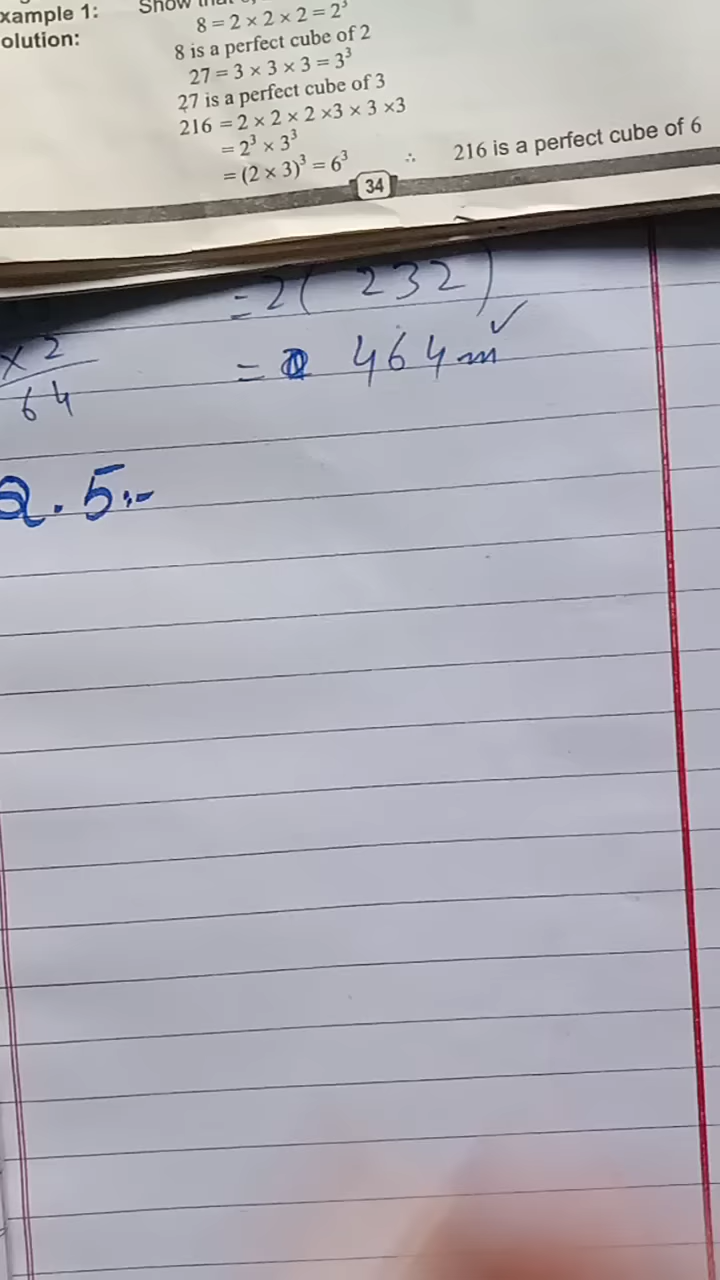 xample 1: Show that
olution: 8 = 2 × 2 × 2 = 2³
8 is a perfect cube of 2
27 = 3 × 3 × 3 = 3³
27 is a perfect cube of 3
216 = 2 × 2 × 2 ×3 × 3 ×3
= 2³ × 3³
= (2 × 3)³ = 6³ ∴ 216 is a perfect cube of 6
34
= 2( 232 )
×2 = 464 m ✓
64
Q. 5:-